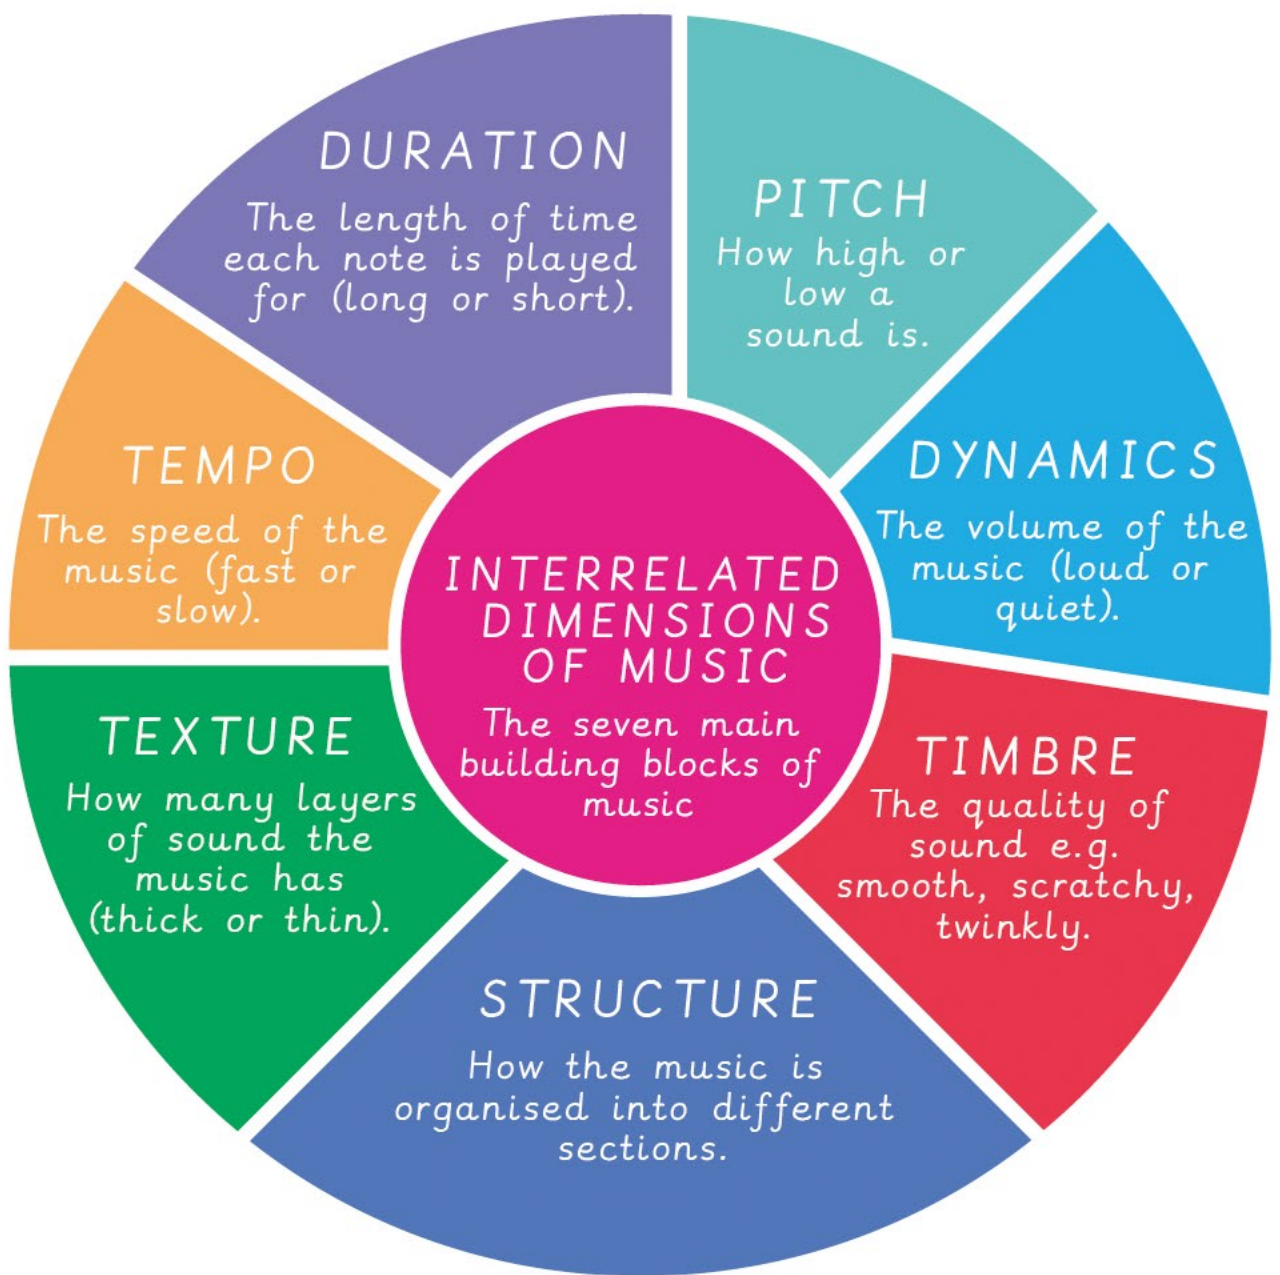 DURATION
The length of time
each note is played
for (long or short).
PITCH
How high or
low a
sound is.
DYNAMICS
The volume of the
music (loud or
quiet).
TIMBRE
The quality of
sound e.g.
smooth, scratchy,
twinkly.
STRUCTURE
How the music is
organised into different
sections.
TEXTURE
How many layers
of sound the
music has
(thick or thin).
TEMPO
The speed of the
music (fast or
slow).
INTERRELATED
DIMENSIONS
OF MUSIC
The seven main
building blocks of
music